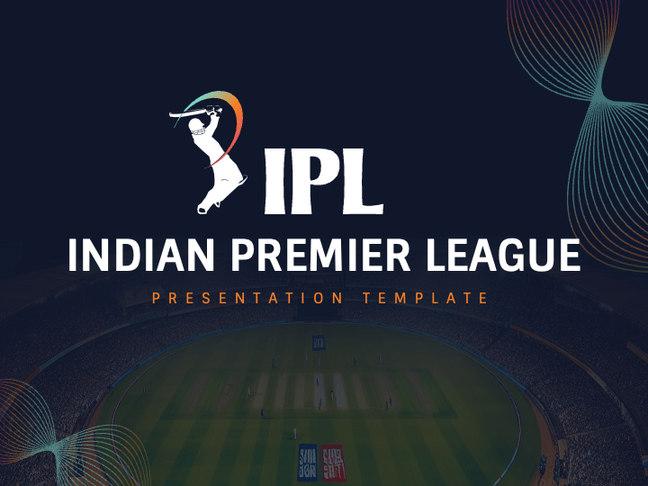 IPL
INDIAN PREMIER LEAGUE
PRESENTATION TEMPLATE